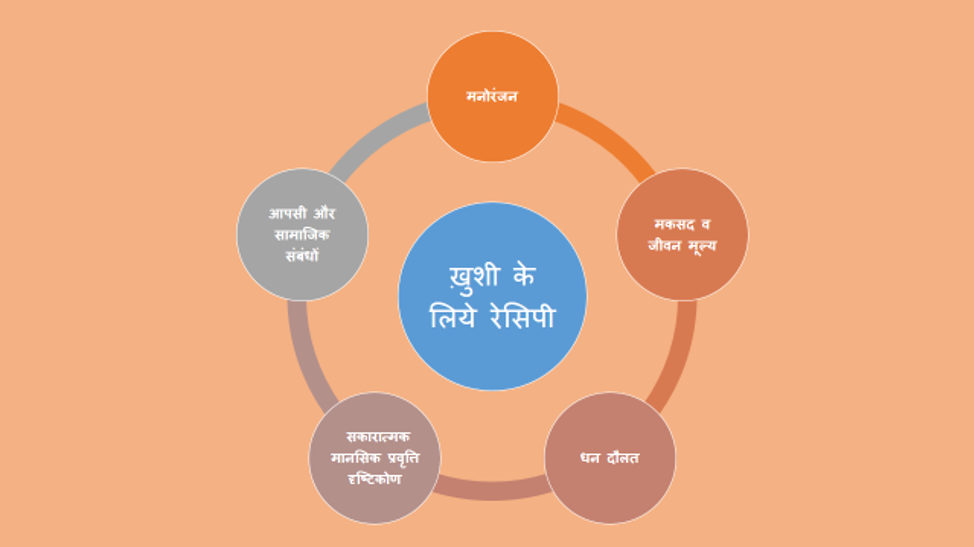 मनोरंजन
मकसद व
जीवन मूल्य
धन दौलत
सकारात्मक
मानसिक प्रवृत्ति
दृष्टिकोण
आपसी और
सामाजिक
संबंधों
ख़ुशी के
लिये रेसिपी